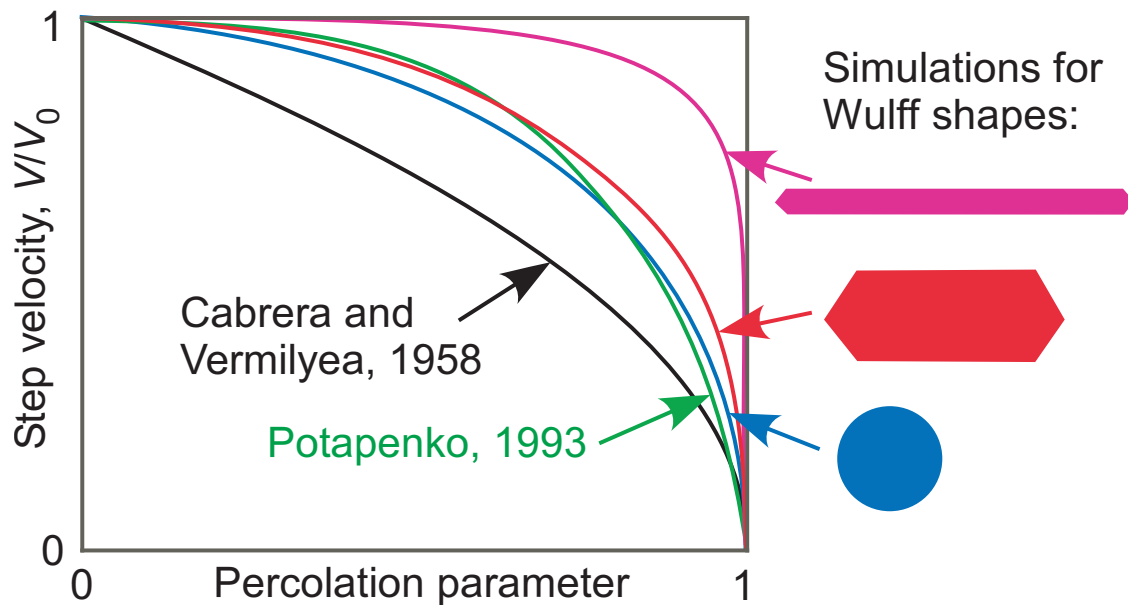 1
Step velocity, V/V0
0
0
Percolation parameter
1
Cabrera and
Vermilyea, 1958
Potapenko, 1993
Simulations for
Wulff shapes: